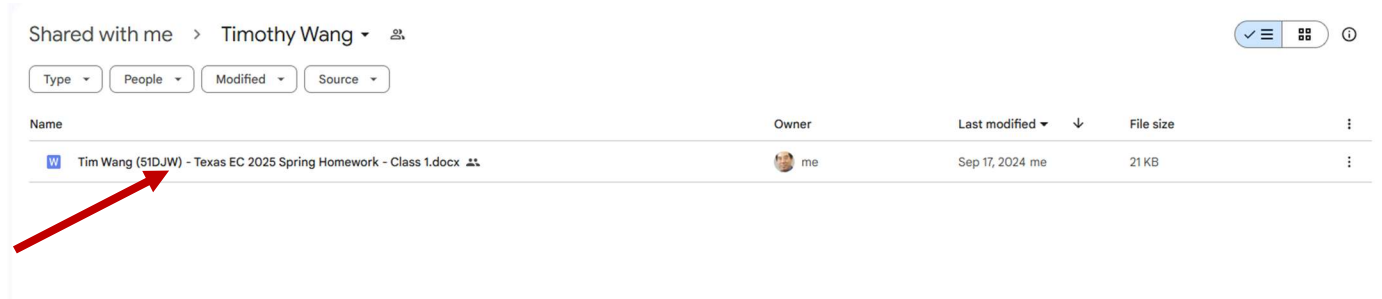 Shared with me > Timothy Wang
Type People Modified Source
Name Owner Last modified File size
W Tim Wang (51DJW) - Texas EC 2025 Spring Homework - Class 1.docx me Sep 17, 2024 me 21 KB